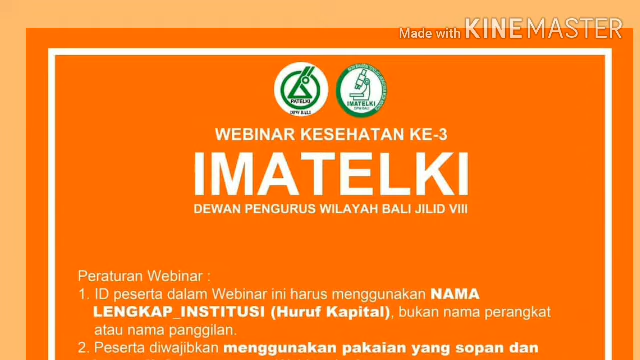 Made with KINEMASTER
PATELKI
DPW BALI
IMATELKI
DPW BALI
WEBINAR KESEHATAN KE-3
IMATELKI
DEWAN PENGURUS WILAYAH BALI JILID VIII
Peraturan Webinar :
1. ID peserta dalam Webinar ini harus menggunakan NAMA
LENGKAP_INSTITUSI (Huruf Kapital), bukan nama perangkat
atau nama panggilan.
2. Peserta diwajibkan menggunakan pakaian yang sopan dan